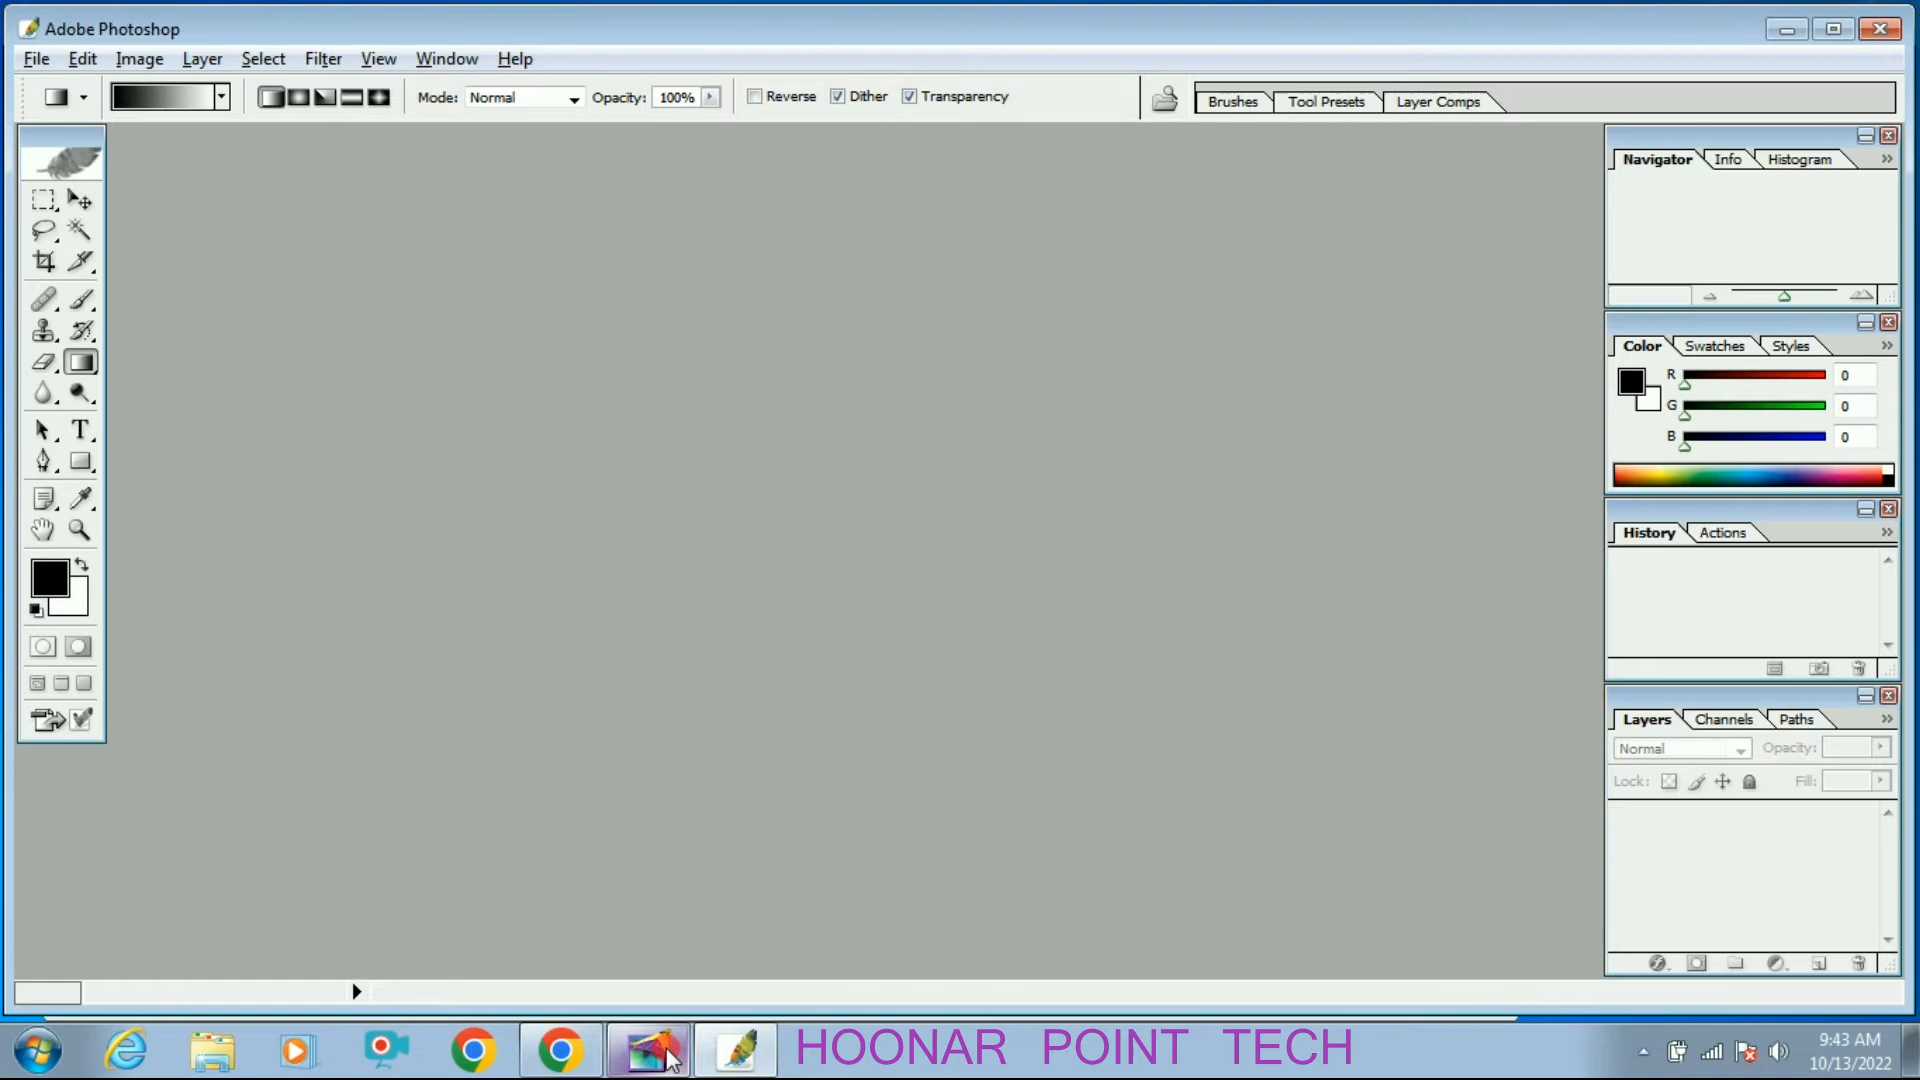 Adobe Photoshop
File Edit Image Layer Select Filter View Window Help
Mode: Normal Opacity: 100% Reverse Dither Transparency Brushes Tool Presets Layer Comps
Navigator Info Histogram
Color Swatches Styles
R 0
G 0
B 0
History Actions
Layers Channels Paths
Normal Opacity:
Lock: Fill:
T
HOONAR POINT TECH
9:43 AM
10/13/2022